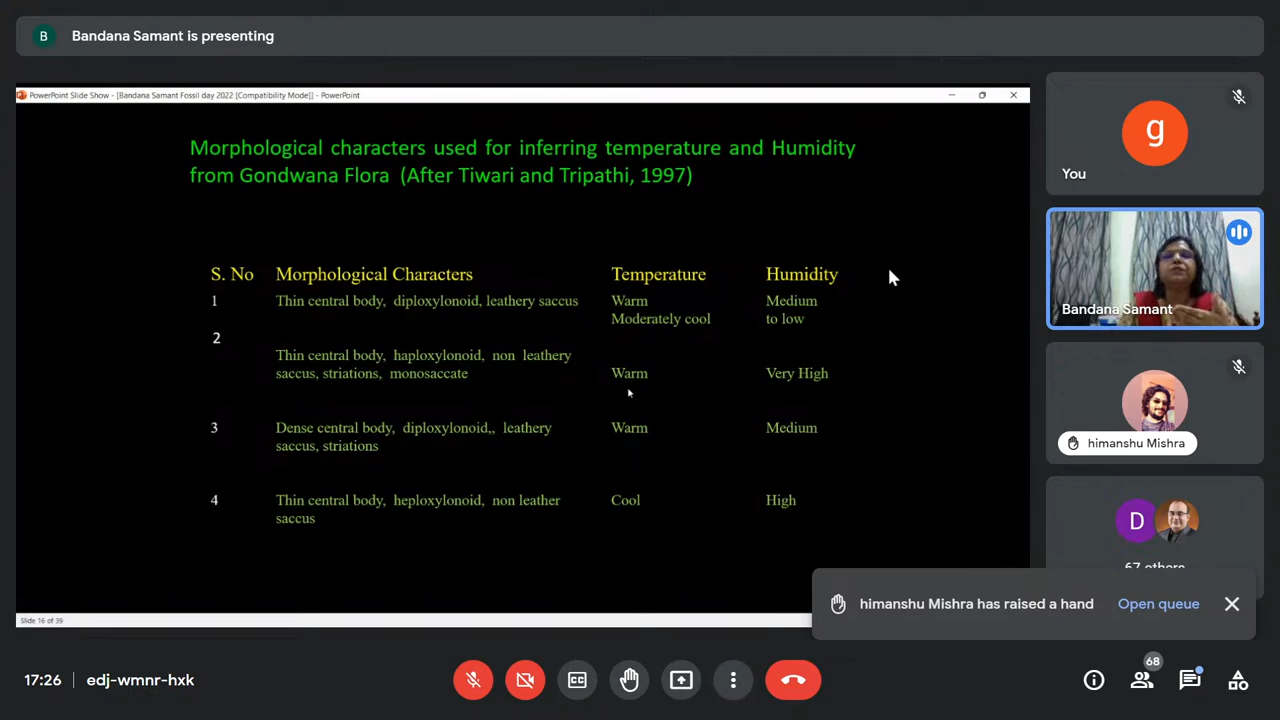 B Bandana Samant is presenting
PowerPoint Slide Show - [Bandana Samant Fossil day 2022 [Compatibility Mode]] - PowerPoint
Morphological characters used for inferring temperature and Humidity
from Gondwana Flora (After Tiwari and Tripathi, 1997)
S. No Morphological Characters Temperature Humidity
1 Thin central body, diploxylonoid, leathery saccus Warm Medium
Moderately cool to low
2
Thin central body, haploxylonoid, non leathery
saccus, striations, monosaccate Warm Very High
3 Dense central body, diploxylonoid,, leathery Warm Medium
saccus, striations
4 Thin central body, heploxylonoid, non leather Cool High
saccus
Slide 16 of 39
g
You
Bandana Samant
himanshu Mishra
D
67 others
himanshu Mishra has raised a hand Open queue
17:26 | edj-wmnr-hxk
CC
68